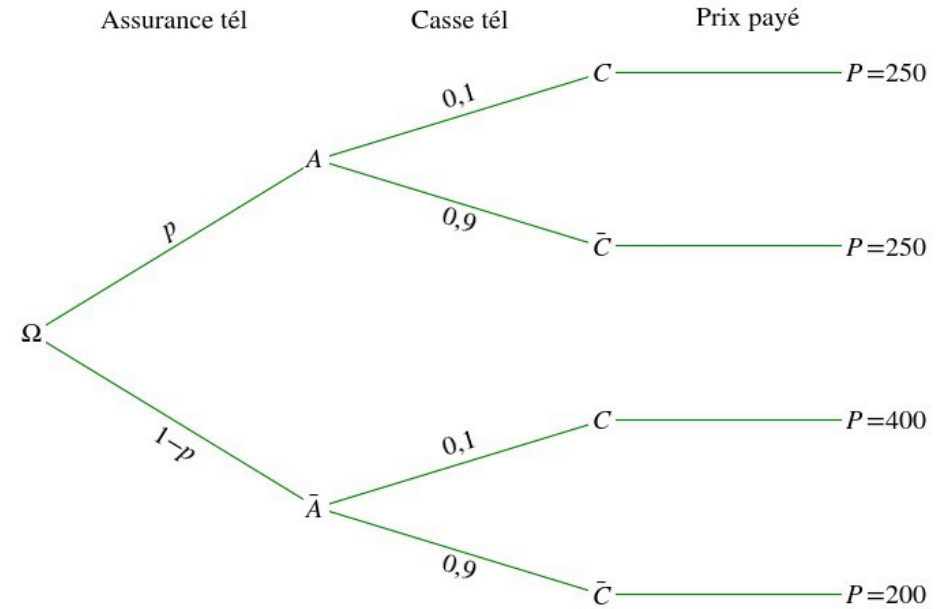 Assurance tél Casse tél Prix payé
C P=250
0,1
A
0,9
p
C̄ P=250
Ω
C P=400
0,1
1−p
Ā
0,9
C̄ P=200